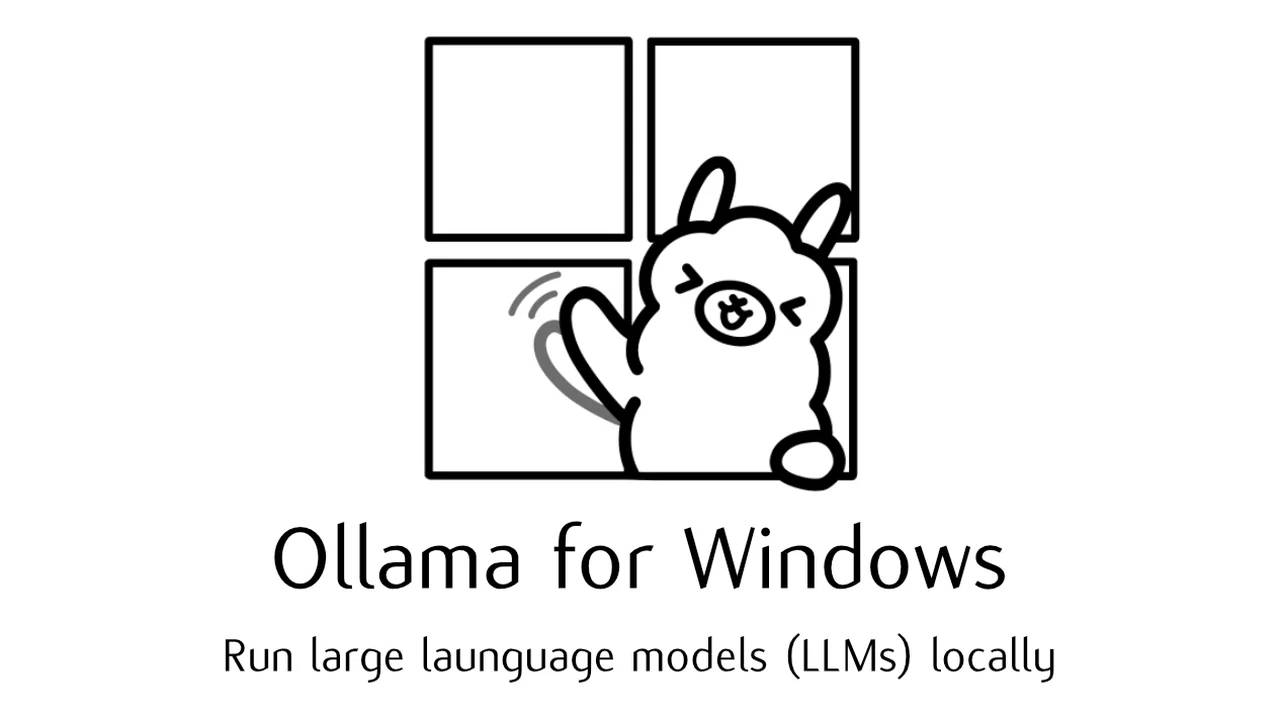 Ollama for Windows
Run large launguage models (LLMs) locally